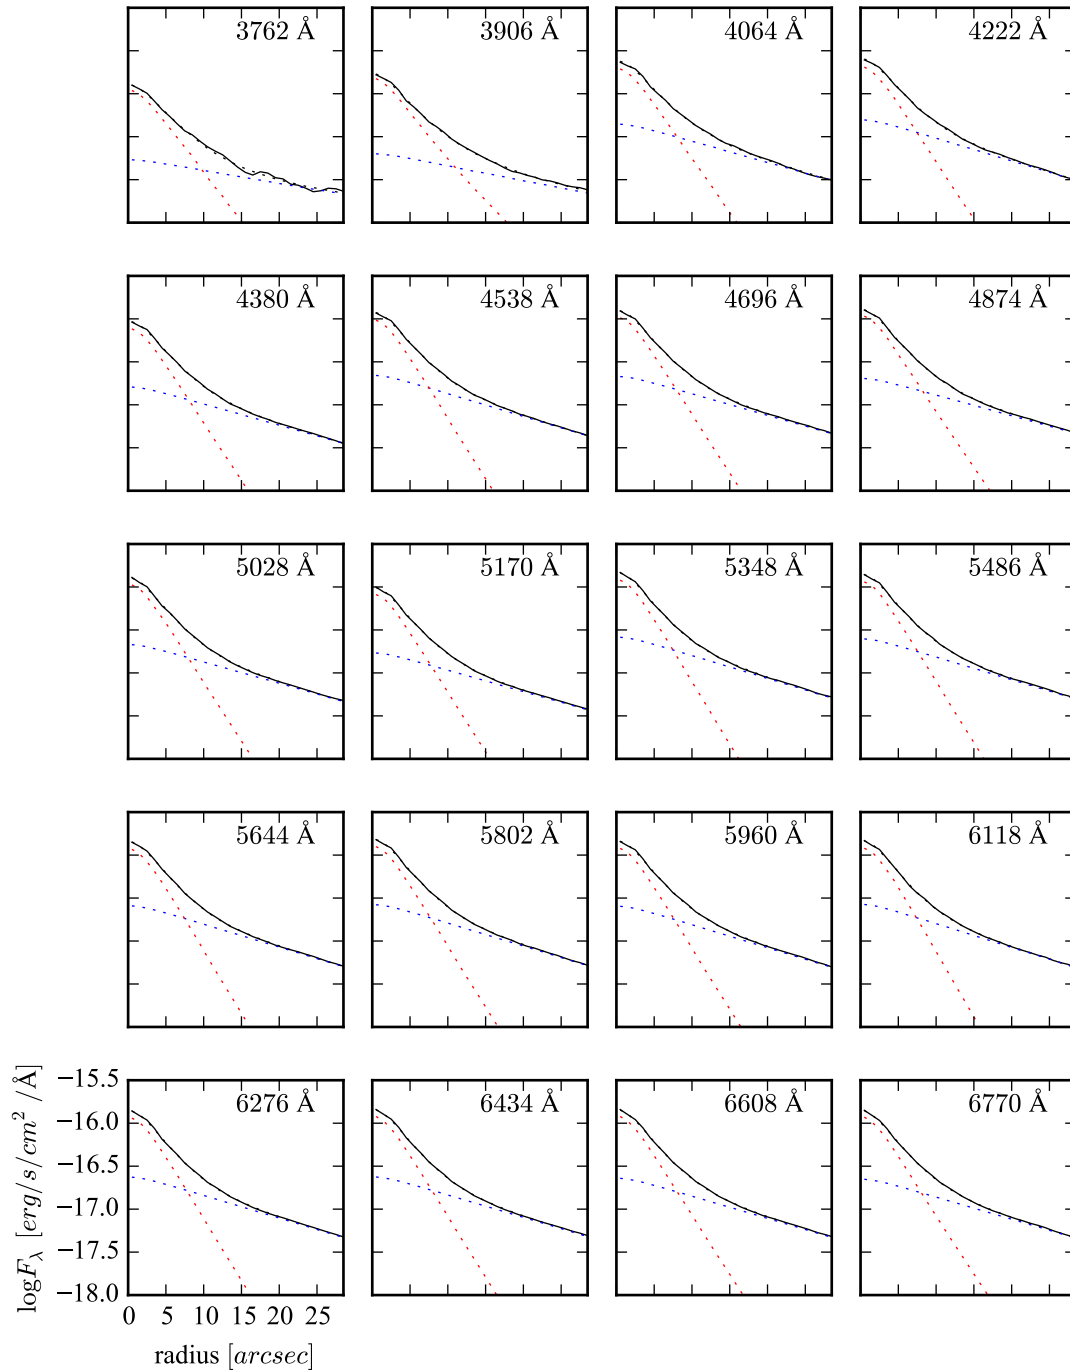 3762 Å
3906 Å
4064 Å
4222 Å
4380 Å
4538 Å
4696 Å
4874 Å
5028 Å
5170 Å
5348 Å
5486 Å
5644 Å
5802 Å
5960 Å
6118 Å
6276 Å
6434 Å
6608 Å
6770 Å
logF_λ [erg/s/cm² /Å]
−15.5
−16.0
−16.5
−17.0
−17.5
−18.0
0 5 10 15 20 25
radius [arcsec]